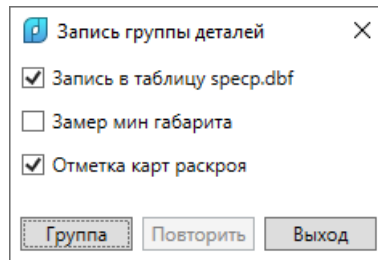 Запись группы деталей
Запись в таблицу specp.dbf
Замер мин габарита
Отметка карт раскроя
Группа Повторить Выход